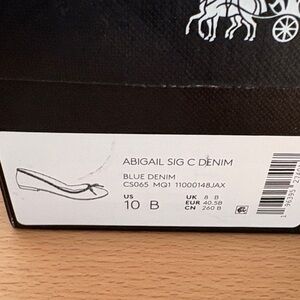 ABIGAIL SIG C DENIM
BLUE DENIM
CS065 MQ1 11000148JAX
US UK 8 B
10 B EUR 40.5B
CN 260 B